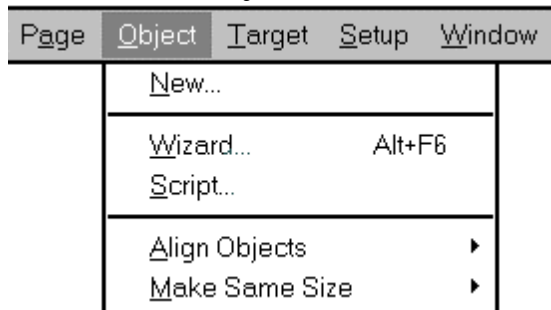 Page Object Target Setup Window
New...
Wizard... Alt+F6
Script...
Align Objects
Make Same Size